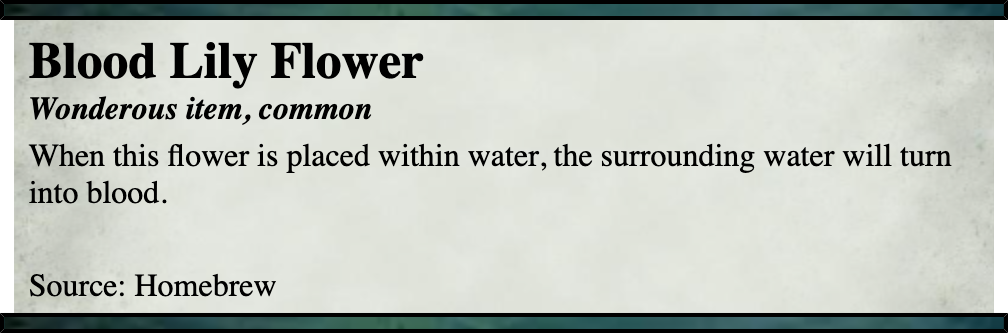 Blood Lily Flower
Wonderous item, common
When this flower is placed within water, the surrounding water will turn
into blood.
Source: Homebrew